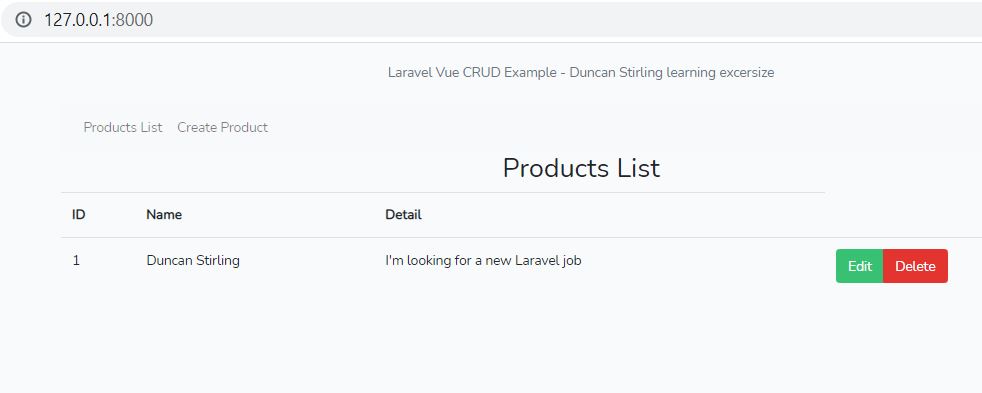 127.0.0.1:8000
Laravel Vue CRUD Example - Duncan Stirling learning excersize
Products List Create Product
Products List
ID Name Detail
1 Duncan Stirling I'm looking for a new Laravel job Edit Delete